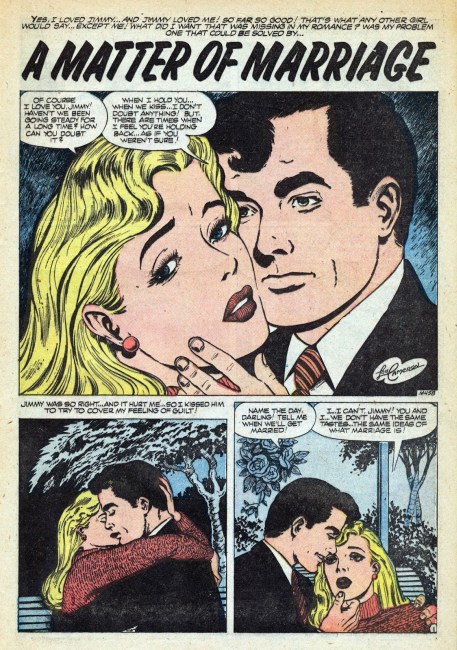 YES, I LOVED JIMMY...AND JIMMY LOVED ME! SO FAR SO GOOD! THAT'S WHAT ANY OTHER GIRL
WOULD SAY...EXCEPT ME! WHAT DID I WANT THAT WAS MISSING IN MY ROMANCE? WAS MY PROBLEM
ONE THAT COULD BE SOLVED BY...
A MATTER OF MARRIAGE
OF COURSE
I LOVE YOU, JIMMY!
HAVEN'T WE BEEN
GOING STEADY FOR
A LONG TIME? HOW
CAN YOU DOUBT
IT?
WHEN I HOLD YOU...
WHEN WE KISS...I DON'T
DOUBT ANYTHING! BUT
THERE ARE TIMES WHEN
I FEEL YOU'RE HOLDING
BACK...AS IF YOU
WEREN'T SURE!
JIMMY WAS SO RIGHT...AND IT HURT ME...SO I KISSED HIM
TO TRY TO COVER MY FEELING OF GUILT!
NAME THE DAY,
DARLING! TELL ME
WHEN WE'LL GET
MARRIED!
I...I CAN'T, JIMMY! YOU AND
I...WE DON'T HAVE THE SAME
TASTES...THE SAME IDEAS OF
WHAT MARRIAGE IS!
1